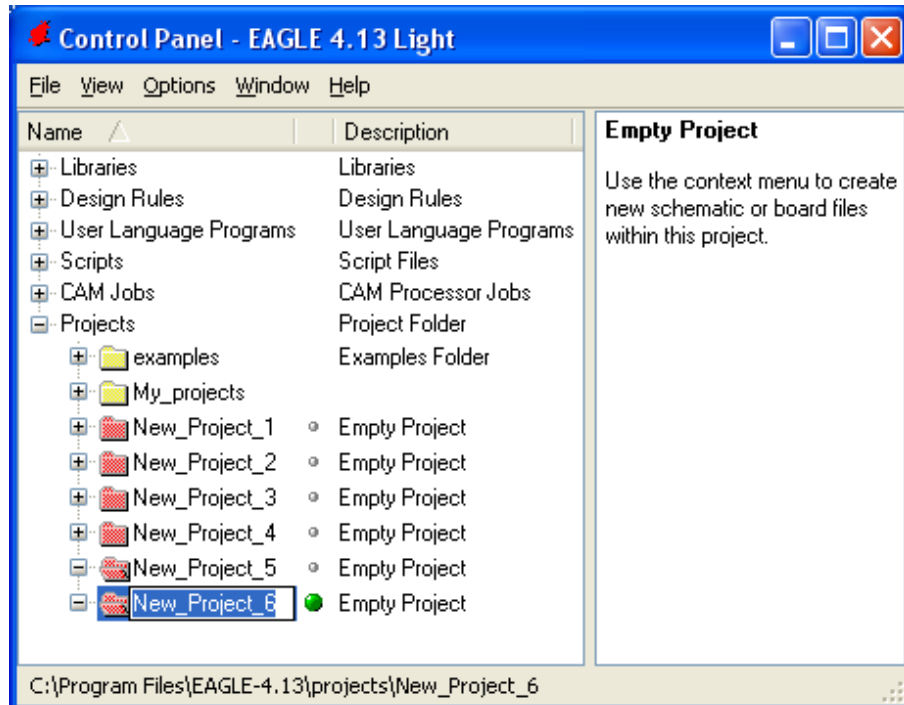 Control Panel - EAGLE 4.13 Light
File View Options Window Help
Name Description
Libraries Libraries
Design Rules Design Rules
User Language Programs User Language Programs
Scripts Script Files
CAM Jobs CAM Processor Jobs
Projects Project Folder
examples Examples Folder
My_projects
New_Project_1 Empty Project
New_Project_2 Empty Project
New_Project_3 Empty Project
New_Project_4 Empty Project
New_Project_5 Empty Project
New_Project_6 Empty Project
Empty Project
Use the context menu to create
new schematic or board files
within this project.
C:\Program Files\EAGLE-4.13\projects\New_Project_6